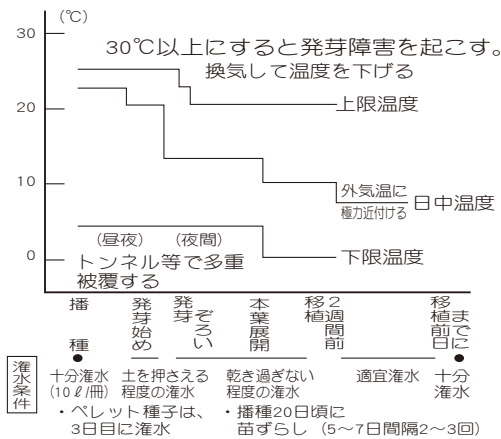 (℃)
30
20
10
0
30℃以上にすると発芽障害を起こす。
換気して温度を下げる
上限温度
外気温に
極力近付ける
日中温度
(昼夜) (夜間)
下限温度
トンネル等で多重
被覆する
播種
発芽始め
発芽ぞろい
本葉展開
移植2週間前
移植前日までに
灌水条件
十分灌水
(10ℓ/冊)
土を押さえる
程度の灌水
乾き過ぎない
程度の灌水
適宜灌水
十分
灌水
・ペレット種子は、
3日目に灌水
・播種20日頃に
苗ずらし (5〜7日間隔2〜3回)